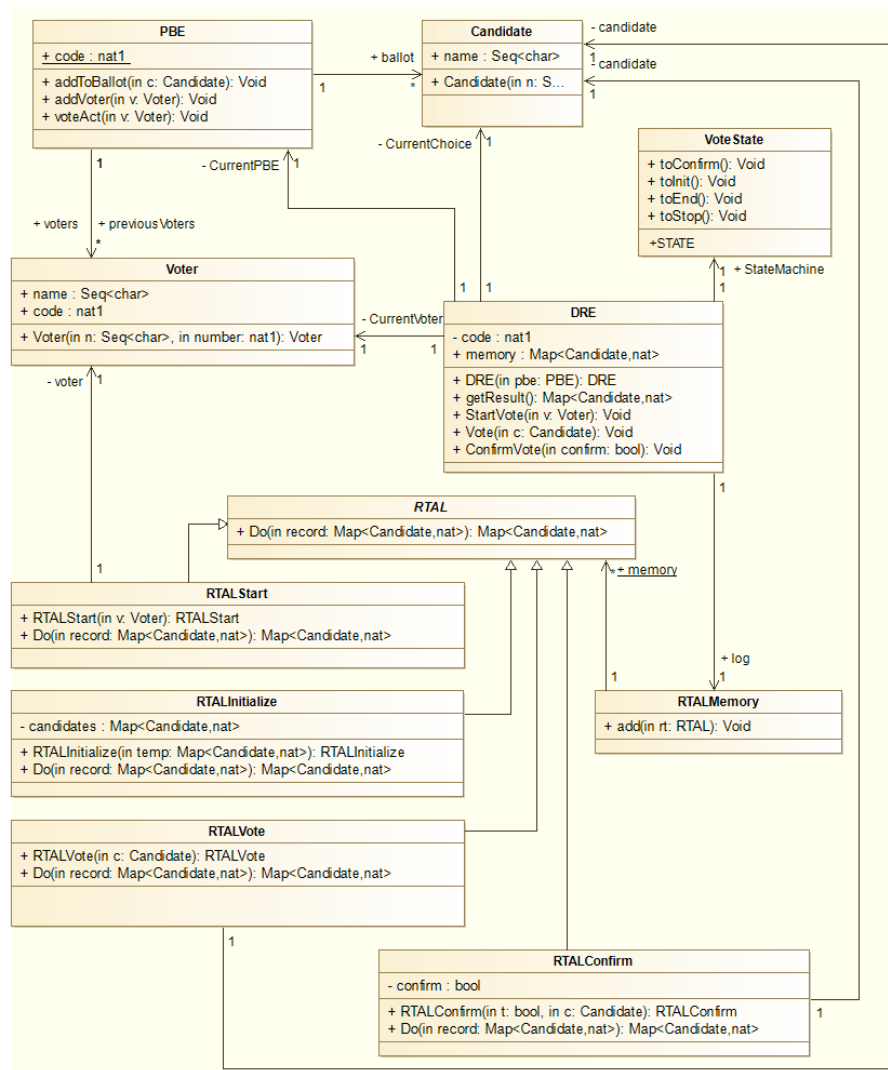 PBE
+ code : nat1
+ addToBallot(in c: Candidate): Void
+ addVoter(in v: Voter): Void
+ voteAct(in v: Voter): Void
Candidate
+ name : Seq<char>
+ Candidate(in n: S...
- candidate
1
- candidate
1
+ ballot
1
*
VoteState
+ toConfirm(): Void
+ toInit(): Void
+ toEnd(): Void
+ toStop(): Void
+STATE
- CurrentChoice
1
- CurrentPBE
1
1
+ voters
+ previousVoters
*
1
+ StateMachine
1
1
1
Voter
+ name : Seq<char>
+ code : nat1
+ Voter(in n: Seq<char>, in number: nat1): Voter
- CurrentVoter
1
1
DRE
- code : nat1
+ memory : Map<Candidate,nat>
+ DRE(in pbe: PBE): DRE
+ getResult(): Map<Candidate,nat>
+ StartVote(in v: Voter): Void
+ Vote(in c: Candidate): Void
+ ConfirmVote(in confirm: bool): Void
- voter
1
1
RTAL
+ Do(in record: Map<Candidate,nat>): Map<Candidate,nat>
1
* + memory
RTALStart
+ RTALStart(in v: Voter): RTALStart
+ Do(in record: Map<Candidate,nat>): Map<Candidate,nat>
+ log
1
1
RTALMemory
+ add(in rt: RTAL): Void
RTALInitialize
- candidates : Map<Candidate,nat>
+ RTALInitialize(in temp: Map<Candidate,nat>): RTALInitialize
+ Do(in record: Map<Candidate,nat>): Map<Candidate,nat>
RTALVote
+ RTALVote(in c: Candidate): RTALVote
+ Do(in record: Map<Candidate,nat>): Map<Candidate,nat>
1
RTALConfirm
- confirm : bool
+ RTALConfirm(in t: bool, in c: Candidate): RTALConfirm
+ Do(in record: Map<Candidate,nat>): Map<Candidate,nat>
1